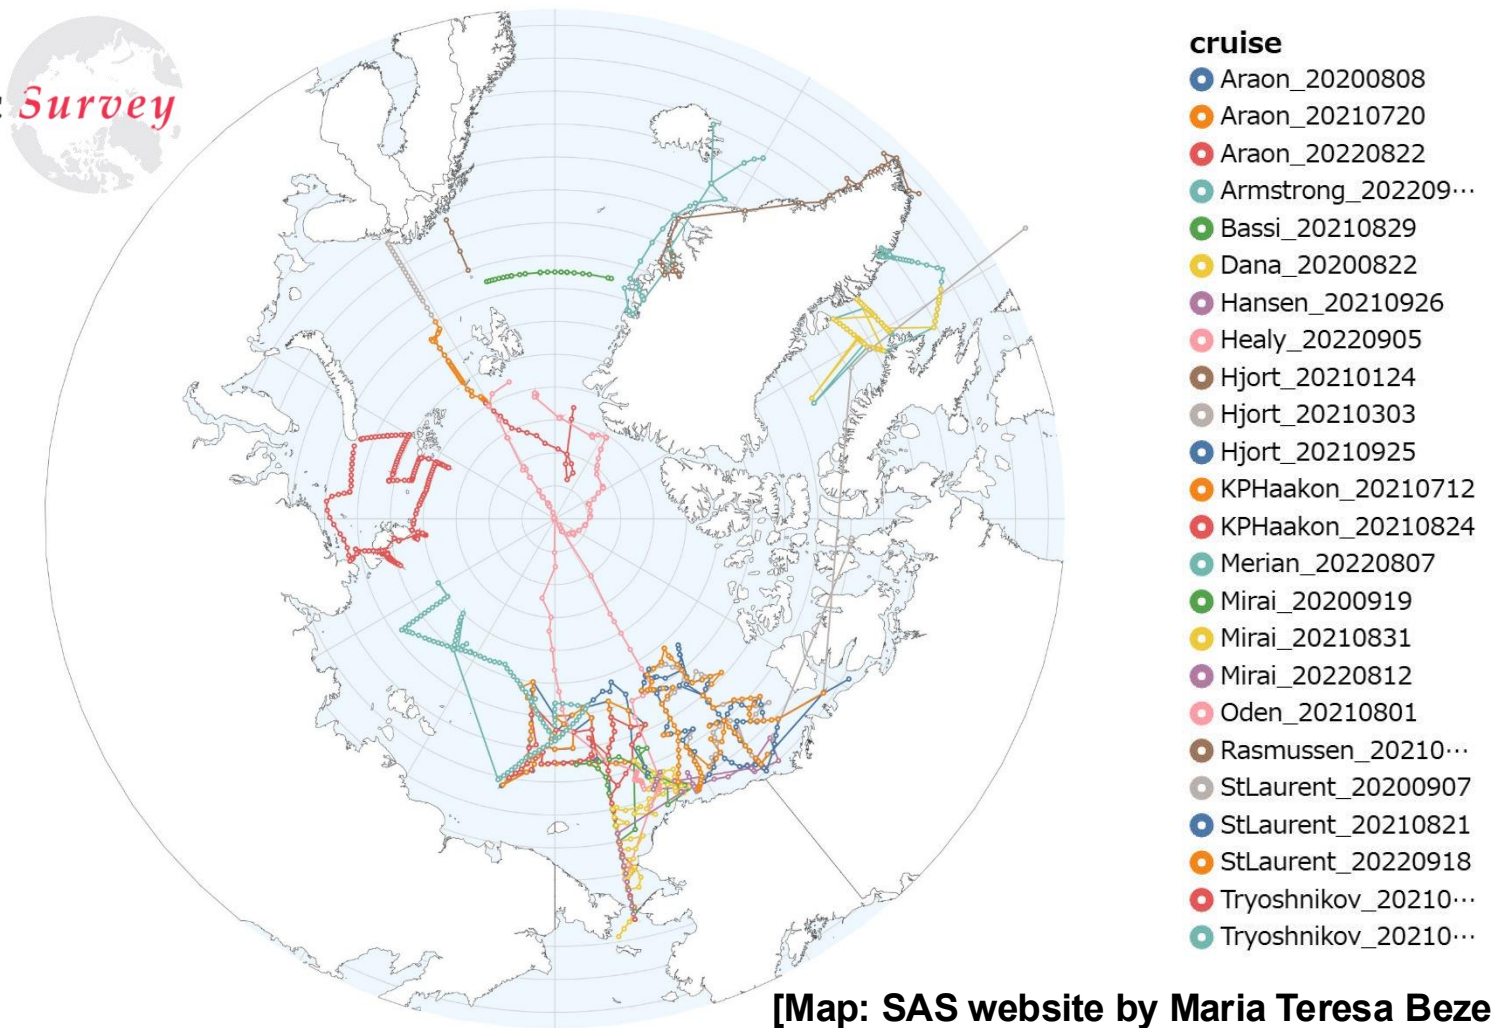 Survey
cruise
Araon_20200808
Araon_20210720
Araon_20220822
Armstrong_202209…
Bassi_20210829
Dana_20200822
Hansen_20210926
Healy_20220905
Hjort_20210124
Hjort_20210303
Hjort_20210925
KPHaakon_20210712
KPHaakon_20210824
Merian_20220807
Mirai_20200919
Mirai_20210831
Mirai_20220812
Oden_20210801
Rasmussen_20210…
StLaurent_20200907
StLaurent_20210821
StLaurent_20220918
Tryoshnikov_20210…
Tryoshnikov_20210…
[Map: SAS website by Maria Teresa Beze